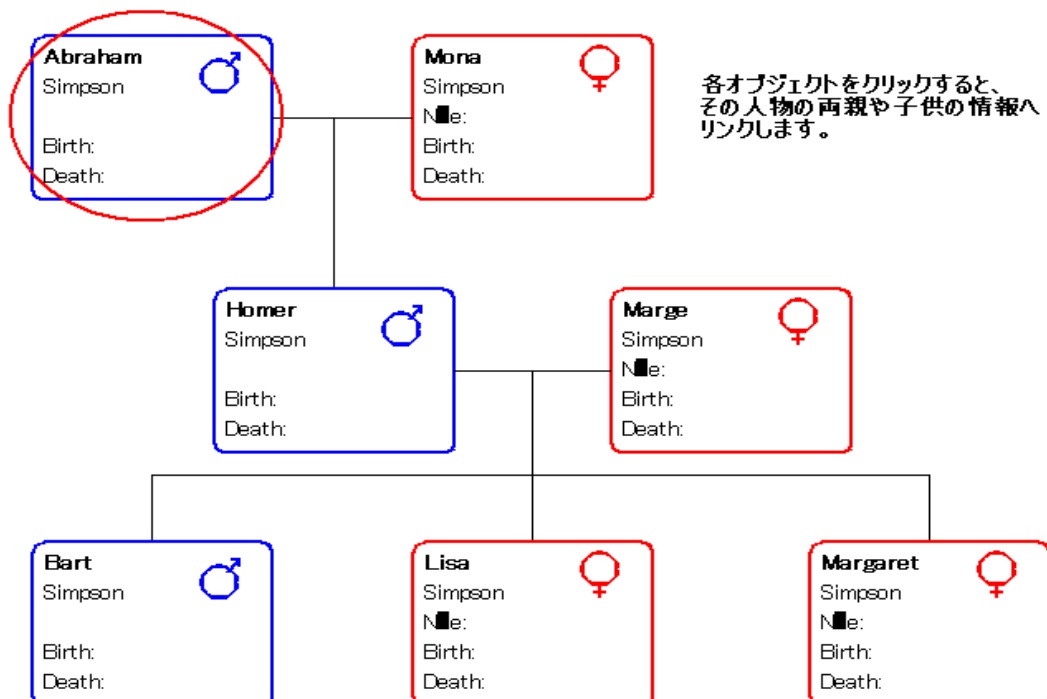 Abraham
Simpson
Birth:
Death:
Mona
Simpson
N■e:
Birth:
Death:
各オブジェクトをクリックすると、
その人物の両親や子供の情報へ
リンクします。
Homer
Simpson
Birth:
Death:
Marge
Simpson
N■e:
Birth:
Death:
Bart
Simpson
Birth:
Death:
Lisa
Simpson
N■e:
Birth:
Death:
Margaret
Simpson
N■e:
Birth:
Death: